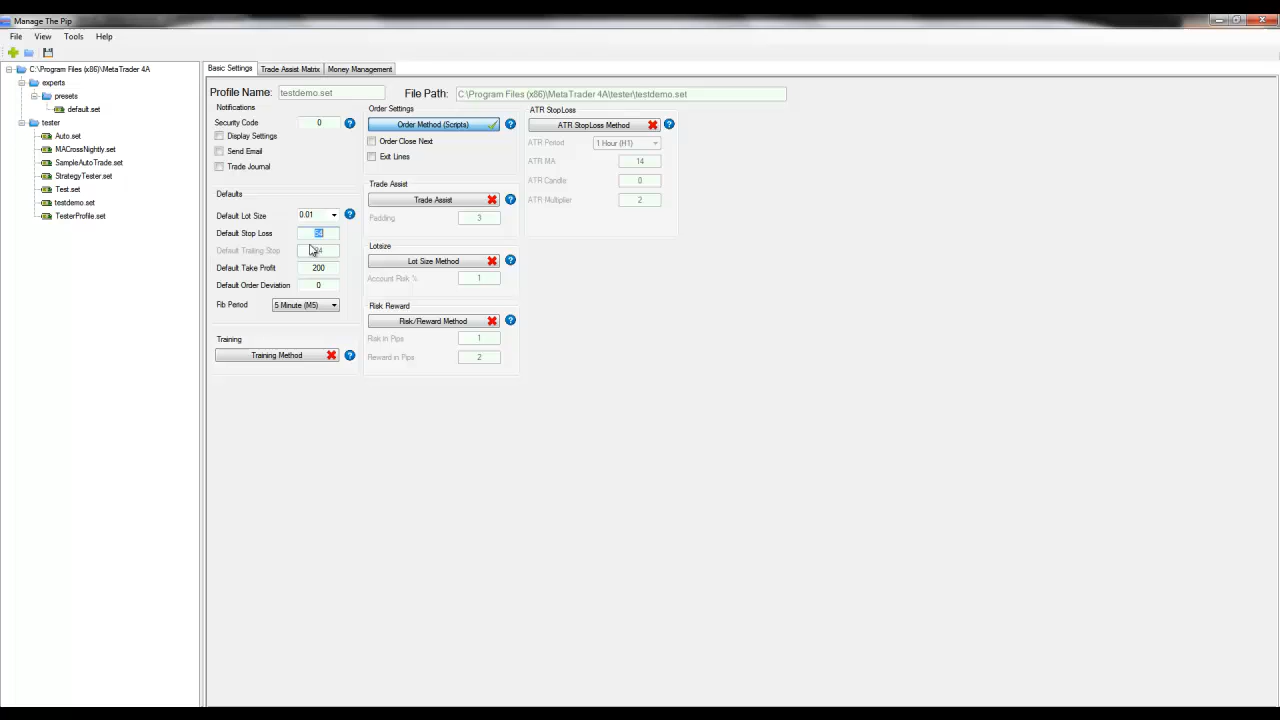 Manage The Pip
File View Tools Help
C:\Program Files (x86)\MetaTrader 4A
experts
presets
default.set
tester
Auto.set
MACrossNightly.set
SampleAutoTrade.set
StrategyTester.set
Test.set
testdemo.set
TesterProfile.set
Basic Settings Trade Assist Matrix Money Management
Profile Name: testdemo.set File Path: C:\Program Files (x86)\MetaTrader 4A\tester\testdemo.set
Notifications
Security Code 0
Display Settings
Send Email
Trade Journal
Defaults
Default Lot Size 0.01
Default Stop Loss 54
Default Trailing Stop
Default Take Profit 200
Default Order Deviation 0
Fib Period 5 Minute (M5)
Training
Training Method
Order Settings
Order Method (Scripts)
Order Close Next
Exit Lines
Trade Assist
Trade Assist
Padding 3
Lotsize
Lot Size Method
Account Risk % 1
Risk Reward
Risk/Reward Method
Risk in Pips 1
Reward in Pips 2
ATR StopLoss
ATR StopLoss Method
ATR Period 1 Hour (H1)
ATR MA 14
ATR Candle 0
ATR Multiplier 2